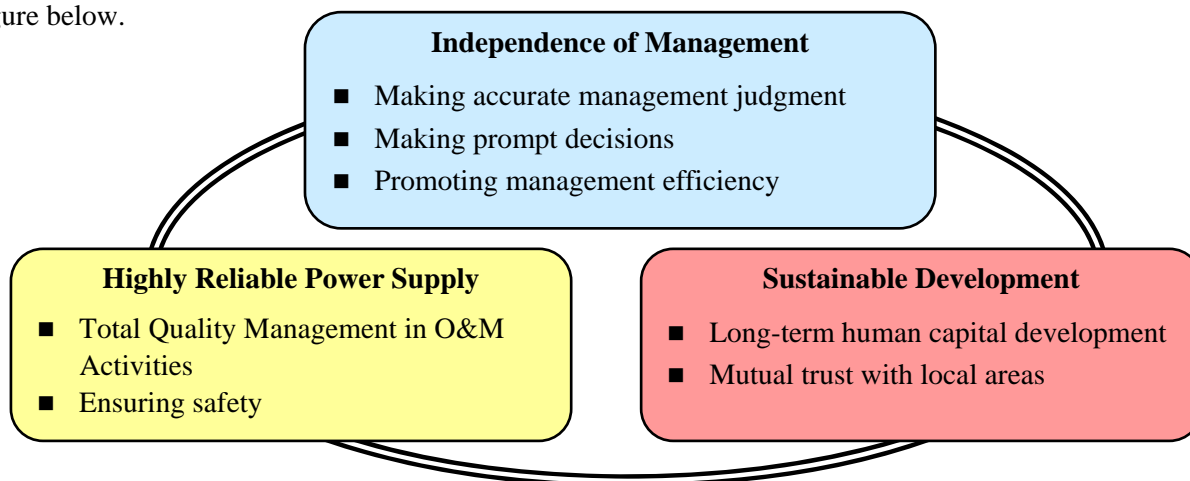 gure below.
Independence of Management
■ Making accurate management judgment
■ Making prompt decisions
■ Promoting management efficiency
Highly Reliable Power Supply
■ Total Quality Management in O&M
Activities
■ Ensuring safety
Sustainable Development
■ Long-term human capital development
■ Mutual trust with local areas